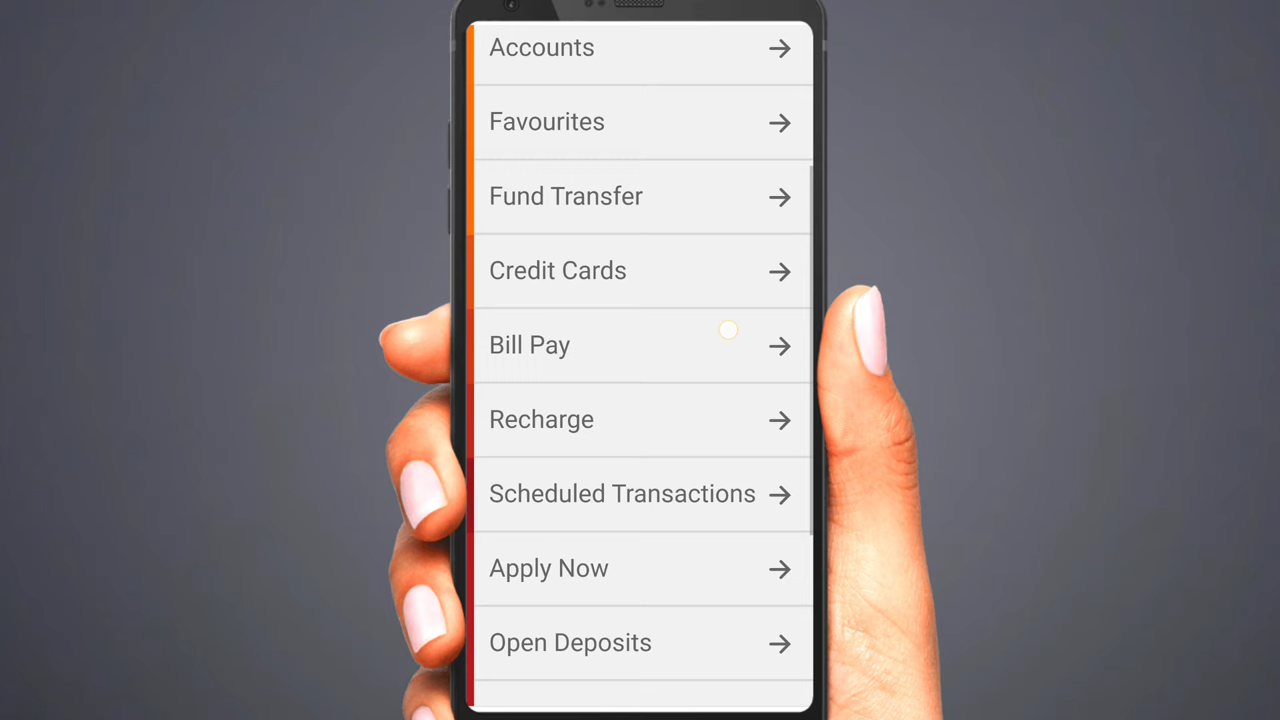 Accounts
Favourites
Fund Transfer
Credit Cards
Bill Pay
Recharge
Scheduled Transactions
Apply Now
Open Deposits